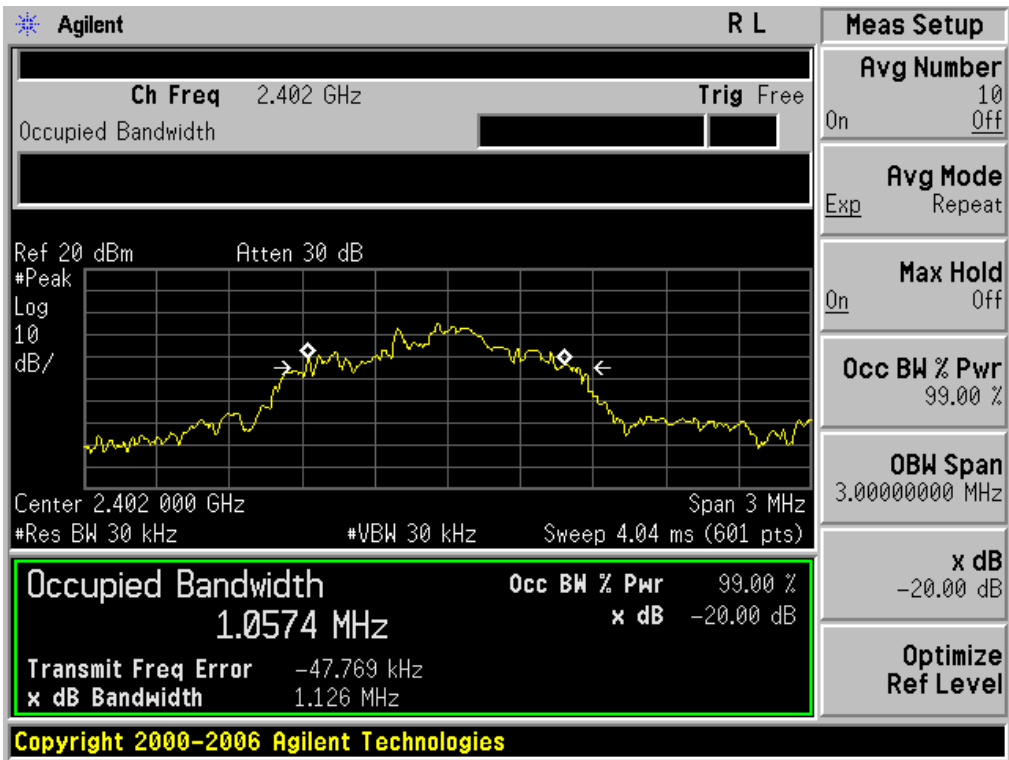 Agilent R L
Ch Freq 2.402 GHz Trig Free
Occupied Bandwidth
Ref 20 dBm Atten 30 dB
#Peak
Log
10
dB/
Center 2.402 000 GHz Span 3 MHz
#Res BW 30 kHz #VBW 30 kHz Sweep 4.04 ms (601 pts)
Occupied Bandwidth Occ BW % Pwr 99.00 %
1.0574 MHz x dB -20.00 dB
Transmit Freq Error -47.769 kHz
x dB Bandwidth 1.126 MHz
Copyright 2000-2006 Agilent Technologies
Meas Setup
Avg Number
10
On Off
Avg Mode
Exp Repeat
Max Hold
On Off
Occ BW % Pwr
99.00 %
OBW Span
3.00000000 MHz
x dB
-20.00 dB
Optimize
Ref Level